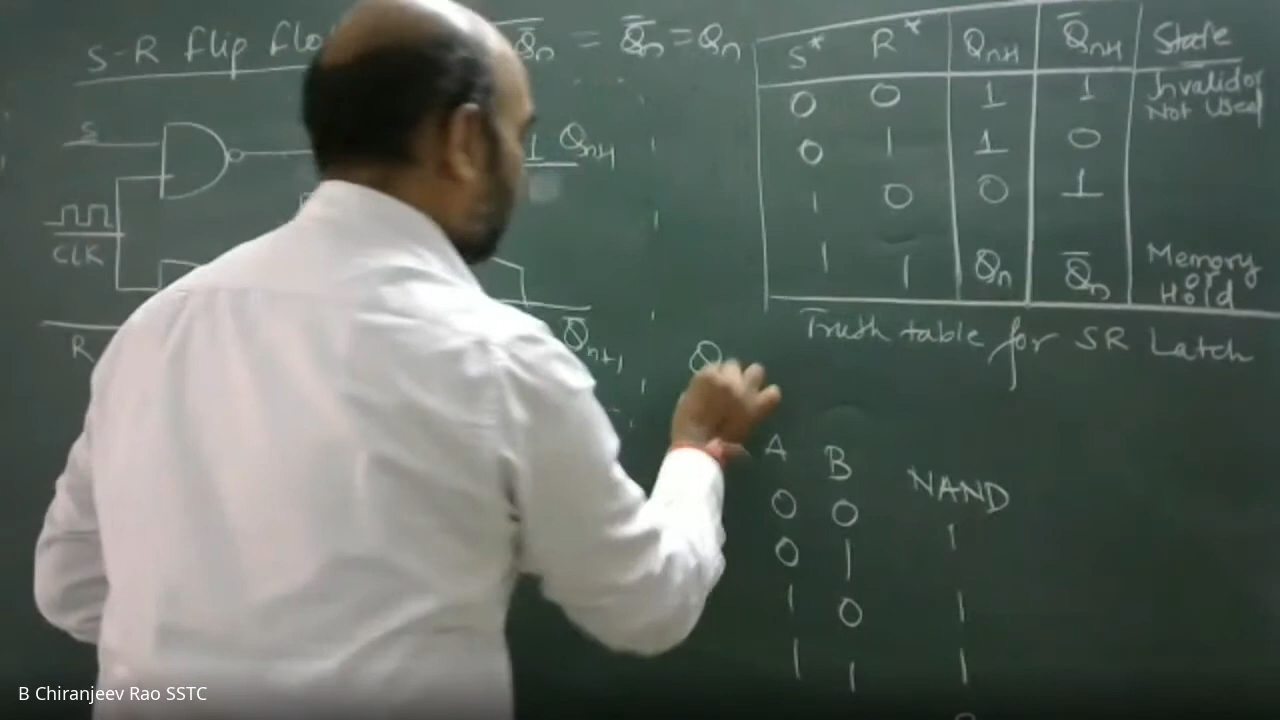 S-R flip flo
Q̅n = Q̿n = Qn
S
CLK
R
1 Qn+1
Q̅n+1
Q
S* R* Qn+1 Q̅n+1 State
0 0 1 1 Invalid or Not Used
0 1 1 0
1 0 0 1
1 1 Qn Q̅n Memory or Hold
Truth table for SR Latch
A B NAND
0 0 1
0 1 1
1 0 1
1 1
B Chiranjeev Rao SSTC